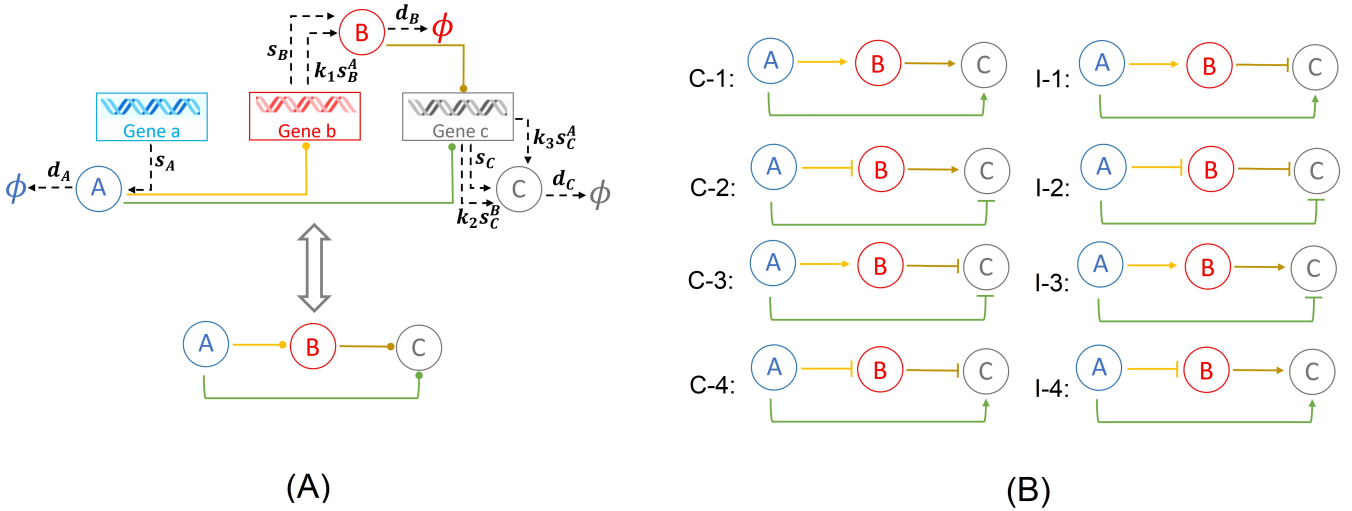 d_B
B
ϕ
s_B
k_1 s_B^A
Gene a
Gene b
Gene c
k_3 s_C^A
s_A
s_C
d_A
ϕ
A
C
d_C
ϕ
k_2 s_C^B
A
B
C
(A)
C-1:
A
B
C
I-1:
A
B
C
C-2:
A
B
C
I-2:
A
B
C
C-3:
A
B
C
I-3:
A
B
C
C-4:
A
B
C
I-4:
A
B
C
(B)